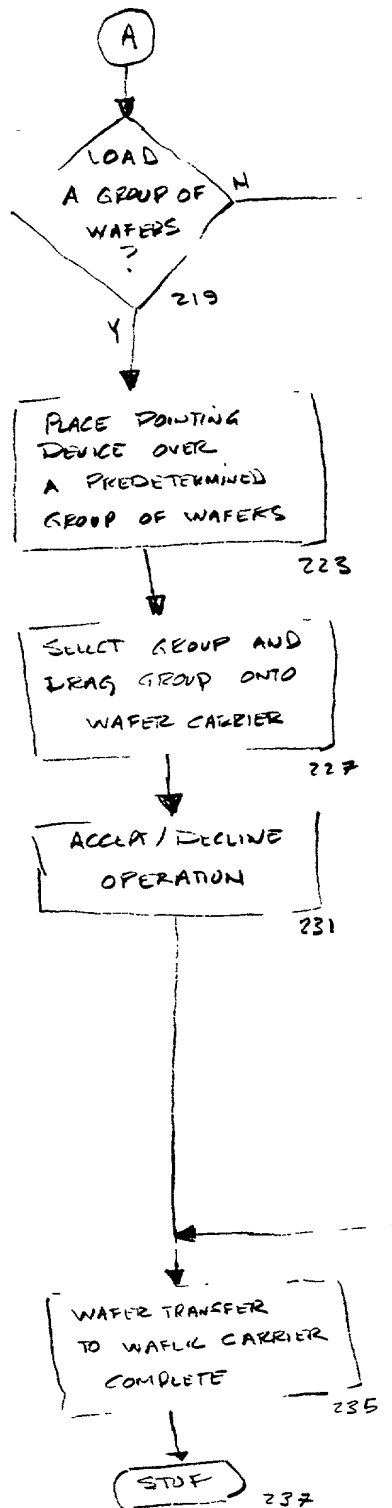 A
LOAD
A GROUP OF
WAFERS
?
N
219
Y
PLACE POINTING
DEVICE OVER
A PREDETERMINED
GROUP OF WAFERS
223
SELECT GROUP AND
DRAG GROUP ONTO
WAFER CARRIER
227
ACCEPT / DECLINE
OPERATION
231
WAFER TRANSFER
TO WAFER CARRIER
COMPLETE
235
STOP
237